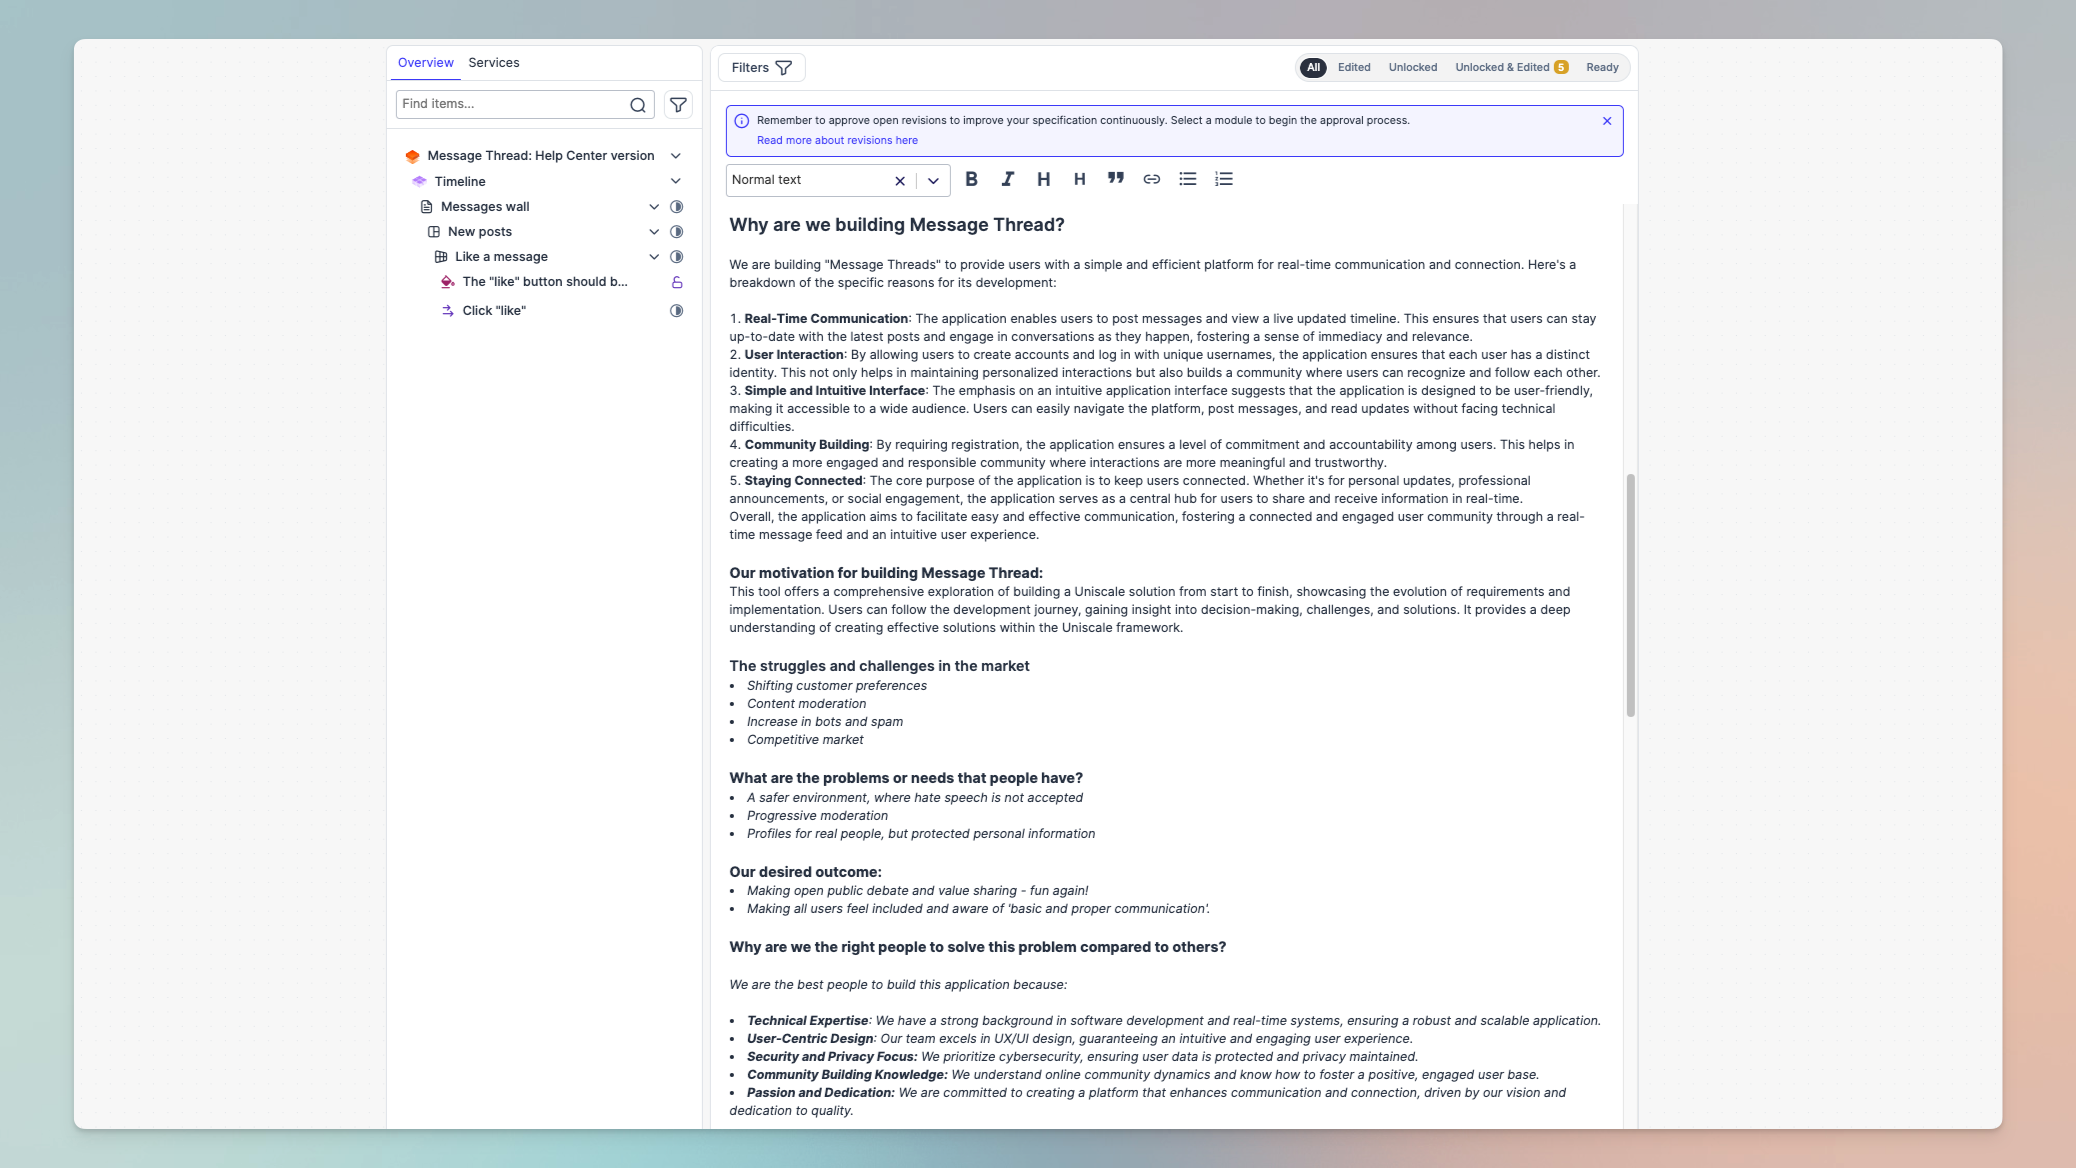 Overview Services
Find items...
Message Thread: Help Center version
Timeline
Messages wall
New posts
Like a message
The "like" button should b...
Click "like"
Filters
All Edited Unlocked Unlocked & Edited 5 Ready
Remember to approve open revisions to improve your specification continuously. Select a module to begin the approval process.
Read more about revisions here
Normal text
B I H H
Why are we building Message Thread?
We are building "Message Threads" to provide users with a simple and efficient platform for real-time communication and connection. Here's a
breakdown of the specific reasons for its development:
1. Real-Time Communication: The application enables users to post messages and view a live updated timeline. This ensures that users can stay
up-to-date with the latest posts and engage in conversations as they happen, fostering a sense of immediacy and relevance.
2. User Interaction: By allowing users to create accounts and log in with unique usernames, the application ensures that each user has a distinct
identity. This not only helps in maintaining personalized interactions but also builds a community where users can recognize and follow each other.
3. Simple and Intuitive Interface: The emphasis on an intuitive application interface suggests that the application is designed to be user-friendly,
making it accessible to a wide audience. Users can easily navigate the platform, post messages, and read updates without facing technical
difficulties.
4. Community Building: By requiring registration, the application ensures a level of commitment and accountability among users. This helps in
creating a more engaged and responsible community where interactions are more meaningful and trustworthy.
5. Staying Connected: The core purpose of the application is to keep users connected. Whether it's for personal updates, professional
announcements, or social engagement, the application serves as a central hub for users to share and receive information in real-time.
Overall, the application aims to facilitate easy and effective communication, fostering a connected and engaged user community through a real-
time message feed and an intuitive user experience.
Our motivation for building Message Thread:
This tool offers a comprehensive exploration of building a Uniscale solution from start to finish, showcasing the evolution of requirements and
implementation. Users can follow the development journey, gaining insight into decision-making, challenges, and solutions. It provides a deep
understanding of creating effective solutions within the Uniscale framework.
The struggles and challenges in the market
• Shifting customer preferences
• Content moderation
• Increase in bots and spam
• Competitive market
What are the problems or needs that people have?
• A safer environment, where hate speech is not accepted
• Progressive moderation
• Profiles for real people, but protected personal information
Our desired outcome:
• Making open public debate and value sharing - fun again!
• Making all users feel included and aware of 'basic and proper communication'.
Why are we the right people to solve this problem compared to others?
We are the best people to build this application because:
• Technical Expertise: We have a strong background in software development and real-time systems, ensuring a robust and scalable application.
• User-Centric Design: Our team excels in UX/UI design, guaranteeing an intuitive and engaging user experience.
• Security and Privacy Focus: We prioritize cybersecurity, ensuring user data is protected and privacy maintained.
• Community Building Knowledge: We understand online community dynamics and know how to foster a positive, engaged user base.
• Passion and Dedication: We are committed to creating a platform that enhances communication and connection, driven by our vision and
dedication to quality.